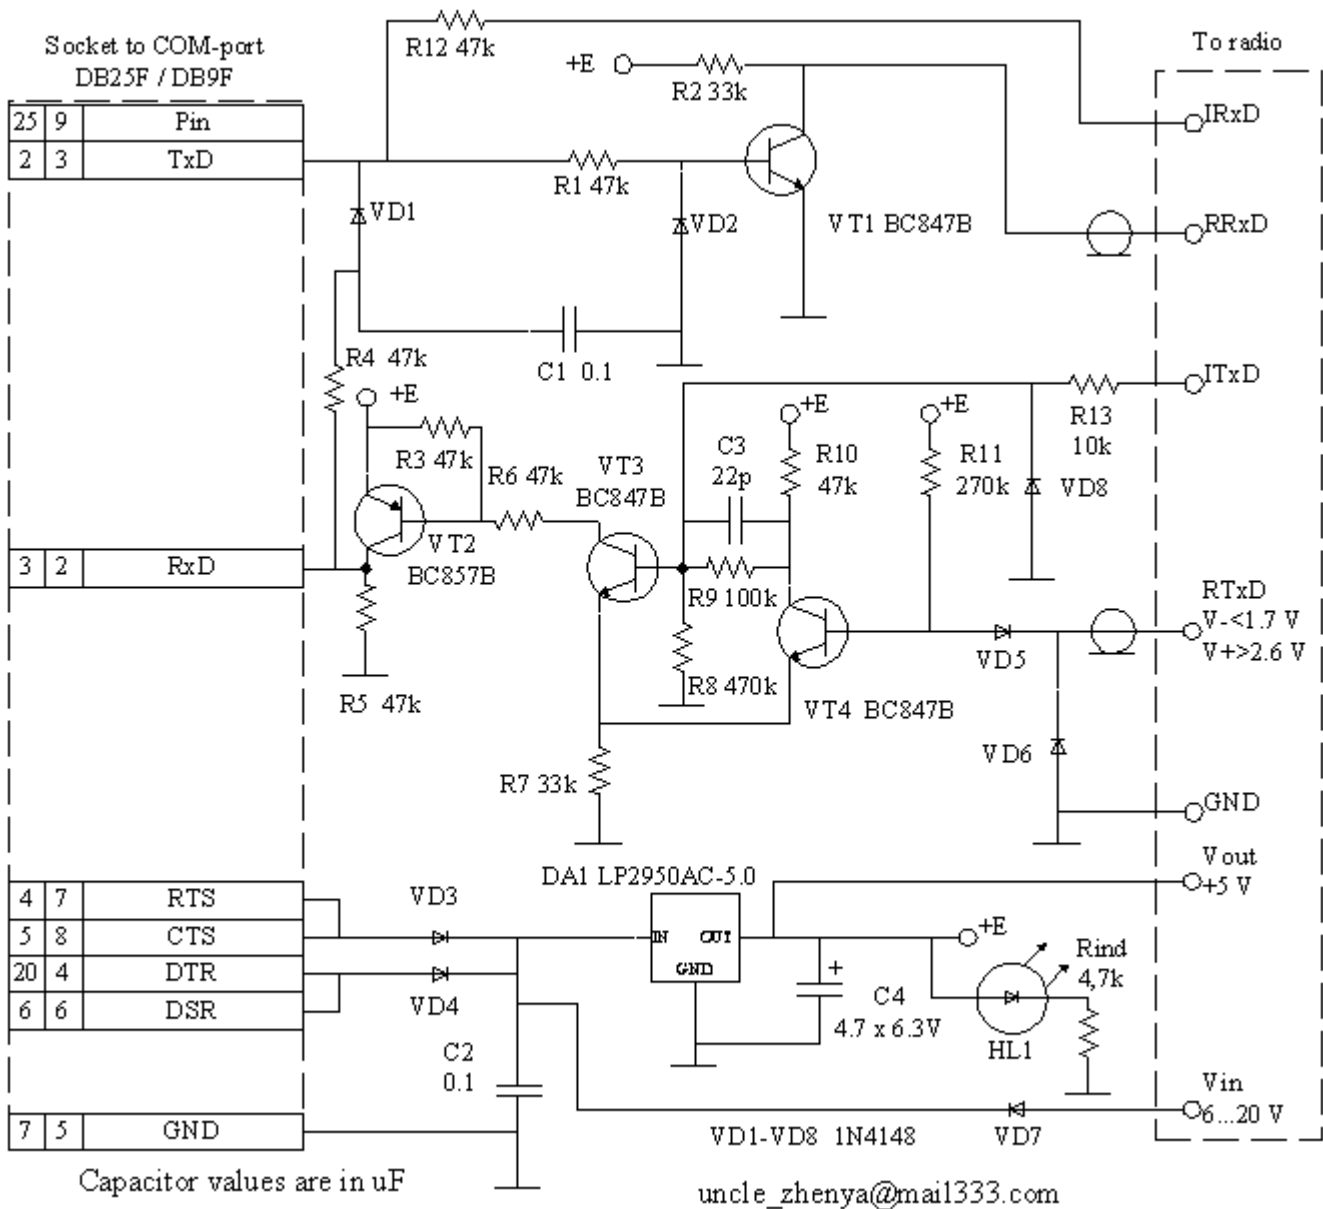 Socket to COM-port
DB25F / DB9F
To radio
25 9 Pin
2 3 TxD
3 2 RxD
4 7 RTS
5 8 CTS
20 4 DTR
6 6 DSR
7 5 GND
R12 47k
+E
R2 33k
R1 47k
VD1
VD2
VT1 BC847B
IRxD
RRxD
C1 0.1
R4 47k
+E
R3 47k
R6 47k
VT2
BC857B
R5 47k
VT3
BC847B
C3
22p
+E
R10
47k
+E
R11
270k
R13
10k
VD8
ITxD
R9 100k
R8 470k
VT4 BC847B
VD5
RTxD
V-<1.7 V
V+>2.6 V
VD6
R7 33k
GND
DA1 LP2950AC-5.0
IN OUT
GND
Vout
+5 V
VD3
VD4
+E
Rind
4,7k
+
C4
4.7 x 6.3V
HL1
C2
0.1
Vin
6...20 V
VD7
VD1-VD8 1N4148
Capacitor values are in uF
uncle_zhenya@mail333.com